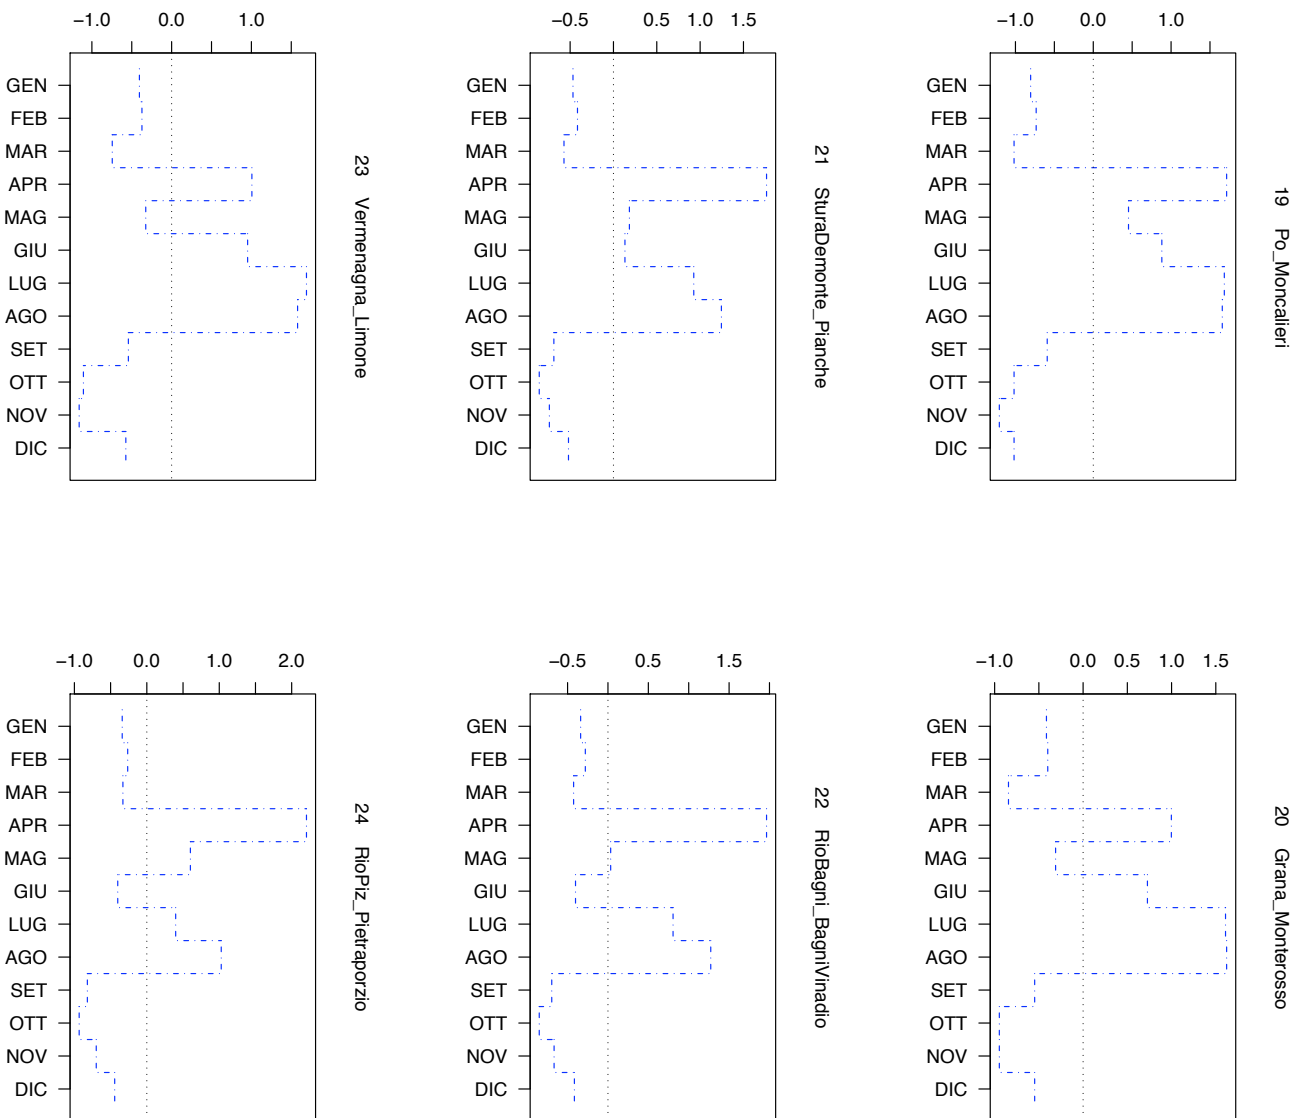 −1.0 0.0 1.0
GEN
FEB
MAR
APR
MAG
GIU
LUG
AGO
SET
OTT
NOV
DIC
23 Vermenagna_Limone
−0.5 0.5 1.0 1.5
GEN
FEB
MAR
APR
MAG
GIU
LUG
AGO
SET
OTT
NOV
DIC
21 SturaDemonte_Pianche
−1.0 0.0 1.0
GEN
FEB
MAR
APR
MAG
GIU
LUG
AGO
SET
OTT
NOV
DIC
19 Po_Moncalieri
−1.0 0.0 1.0 2.0
GEN
FEB
MAR
APR
MAG
GIU
LUG
AGO
SET
OTT
NOV
DIC
24 RioPiz_Pietraporzio
−0.5 0.5 1.5
GEN
FEB
MAR
APR
MAG
GIU
LUG
AGO
SET
OTT
NOV
DIC
22 RioBagni_BagniVinadio
−1.0 0.0 0.5 1.0 1.5
GEN
FEB
MAR
APR
MAG
GIU
LUG
AGO
SET
OTT
NOV
DIC
20 Grana_Monterosso